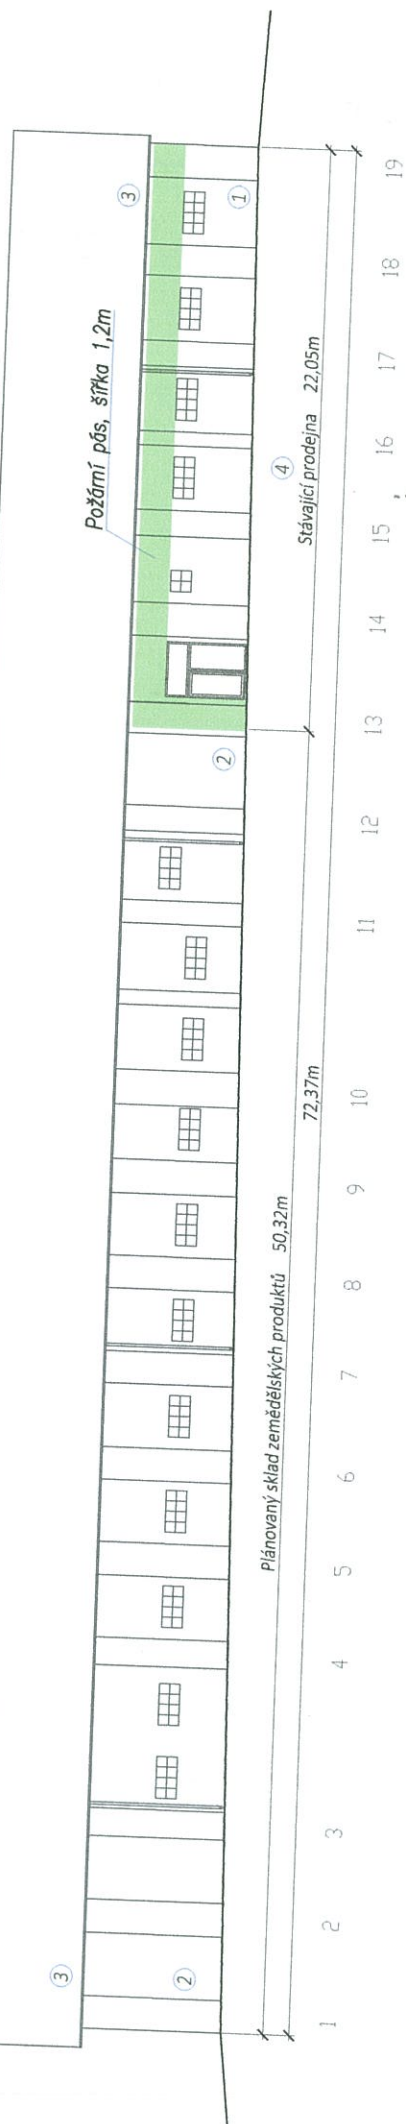 3
Požární pás, šířka 1,2m
3
2
2
1
4
Plánovaný sklad zemědělských produktů 50,32m
Stávající prodejna 22,05m
72,37m
1 2 3 4 5 6 7 8 9 10 11 12 13 14 15 16 17 18 19